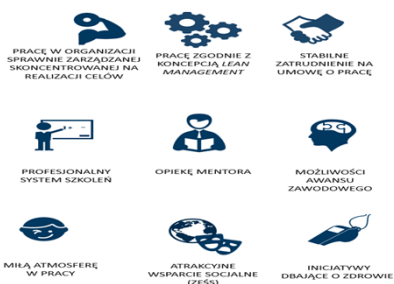 PRACĘ W ORGANIZACJI
SPRAWNIE ZARZĄDZANEJ
SKONCENTROWANEJ NA
REALIZACJI CELÓW
PRACĘ ZGODNIE Z
KONCEPCJĄ LEAN
MANAGEMENT
STABILNE
ZATRUDNIENIE NA
UMOWĘ O PRACĘ
PROFESJONALNY
SYSTEM SZKOLEŃ
OPIEKĘ MENTORA
MOŻLIWOŚCI
AWANSU
ZAWODOWEGO
MIŁĄ ATMOSFERĘ
W PRACY
ATRAKCYJNE
WSPARCIE SOCJALNE
(ZFŚS)
INICJATYWY
DBAJĄCE O ZDROWIE